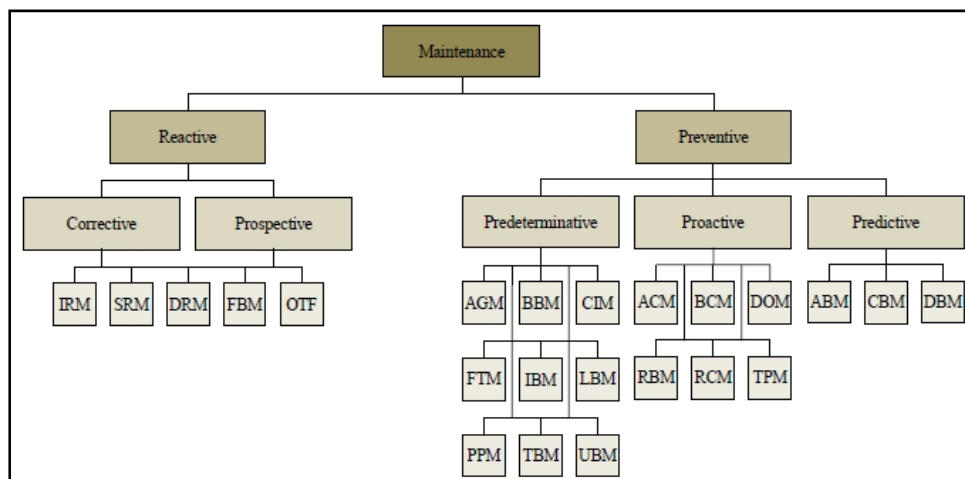 Maintenance
Reactive
Preventive
Corrective
Prospective
Predeterminative
Proactive
Predictive
IRM
SRM
DRM
FBM
OTF
AGM
BBM
CIM
ACM
BCM
DOM
ABM
CBM
DBM
FTM
IBM
LBM
RBM
RCM
TPM
PPM
TBM
UBM